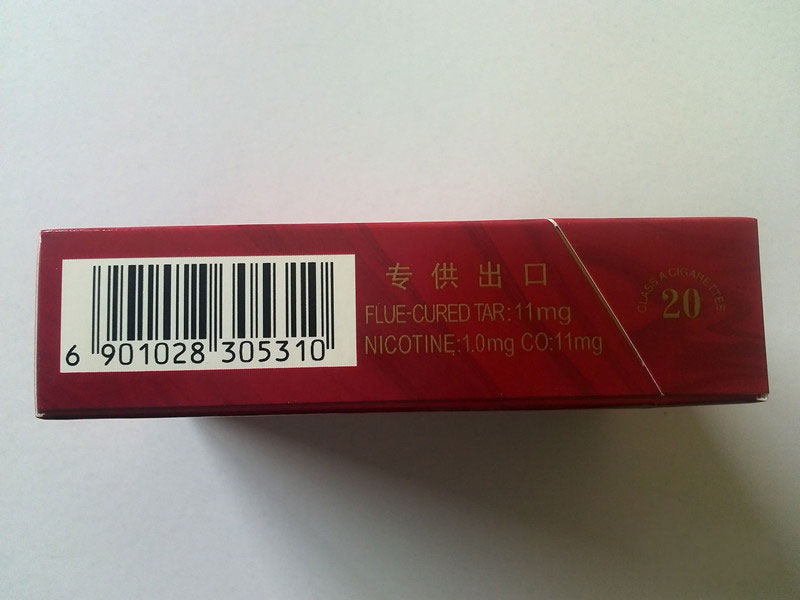 6 901028 305310
专供出口
FLUE-CURED TAR:11mg
NICOTINE:1.0mg CO:11mg
CLASS A CIGARETTES
20